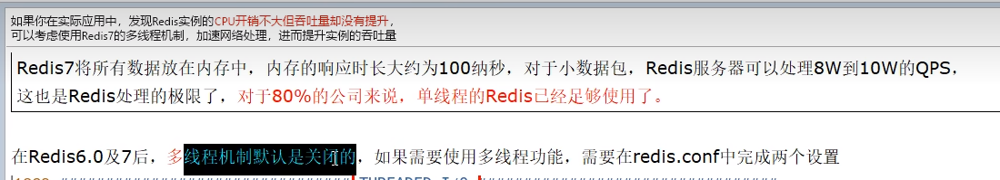 如果你在实际应用中，发现Redis实例的CPU开销不大但吞吐量却没有提升，
可以考虑使用Redis7的多线程机制，加速网络处理，进而提升实例的吞吐量
Redis7将所有数据放在内存中，内存的响应时长大约为100纳秒，对于小数据包，Redis服务器可以处理8W到10W的QPS，
这也是Redis处理的极限了，对于80%的公司来说，单线程的Redis已经足够使用了。
在Redis6.0及7后，多线程机制默认是关闭的，如果需要使用多线程功能，需要在redis.conf中完成两个设置